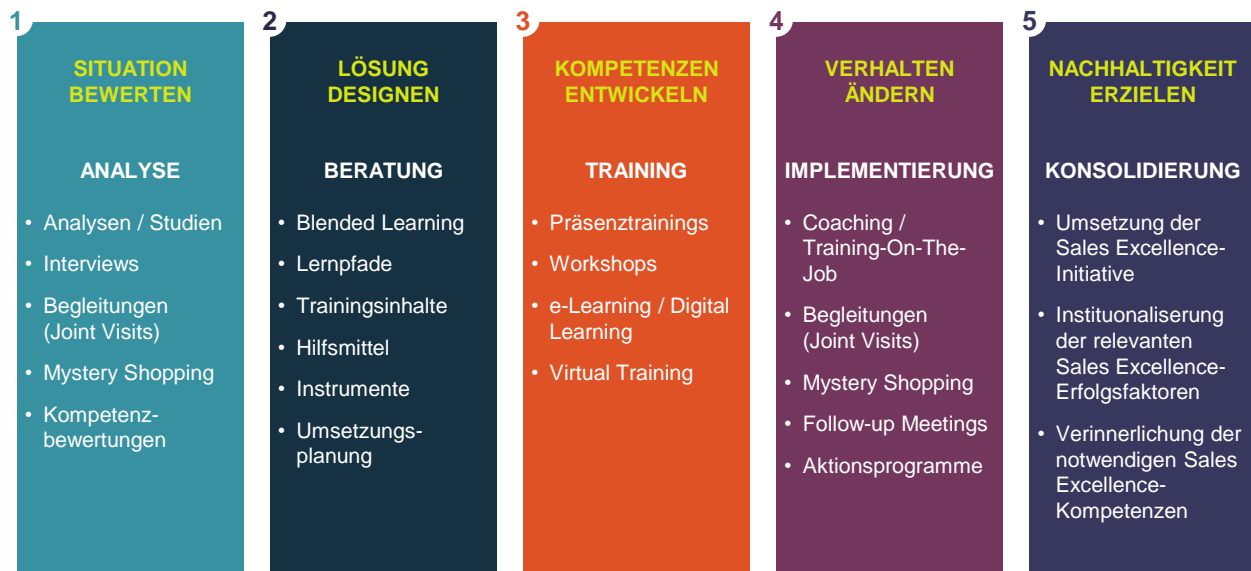 1
SITUATION
BEWERTEN
ANALYSE
• Analysen / Studien
• Interviews
• Begleitungen
(Joint Visits)
• Mystery Shopping
• Kompetenz-
bewertungen
2
LÖSUNG
DESIGNEN
BERATUNG
• Blended Learning
• Lernpfade
• Trainingsinhalte
• Hilfsmittel
• Instrumente
• Umsetzungs-
planung
3
KOMPETENZEN
ENTWICKELN
TRAINING
• Präsenztrainings
• Workshops
• e-Learning / Digital
Learning
• Virtual Training
4
VERHALTEN
ÄNDERN
IMPLEMENTIERUNG
• Coaching /
Training-On-The-
Job
• Begleitungen
(Joint Visits)
• Mystery Shopping
• Follow-up Meetings
• Aktionsprogramme
5
NACHHALTIGKEIT
ERZIELEN
KONSOLIDIERUNG
• Umsetzung der
Sales Excellence-
Initiative
• Instituonaliserung
der relevanten
Sales Excellence-
Erfolgsfaktoren
• Verinnerlichung der
notwendigen Sales
Excellence-
Kompetenzen